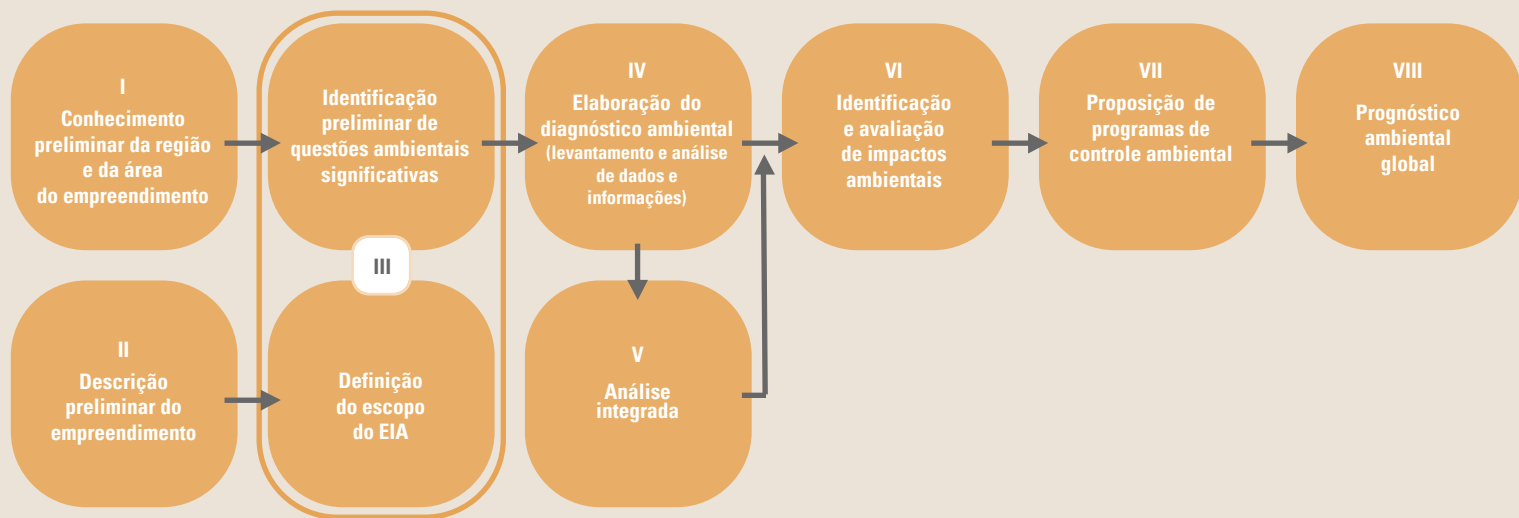 I
Conhecimento
preliminar da região
e da área
do empreendimento
Identificação
preliminar de
questões ambientais
significativas
IV
Elaboração do
diagnóstico ambiental
(levantamento e análise
de dados e
informações)
VI
Identificação
e avaliação
de impactos
ambientais
VII
Proposição de
programas de
controle ambiental
VIII
Prognóstico
ambiental
global
III
II
Descrição
preliminar do
empreendimento
Definição
do escopo
do EIA
V
Análise
integrada